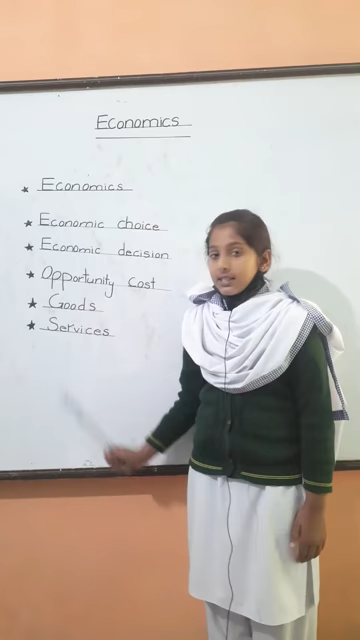 Economics
★ Economics
★ Economic choice
★ Economic decision
★ Opportunity Cost
★ Goods
★ Services